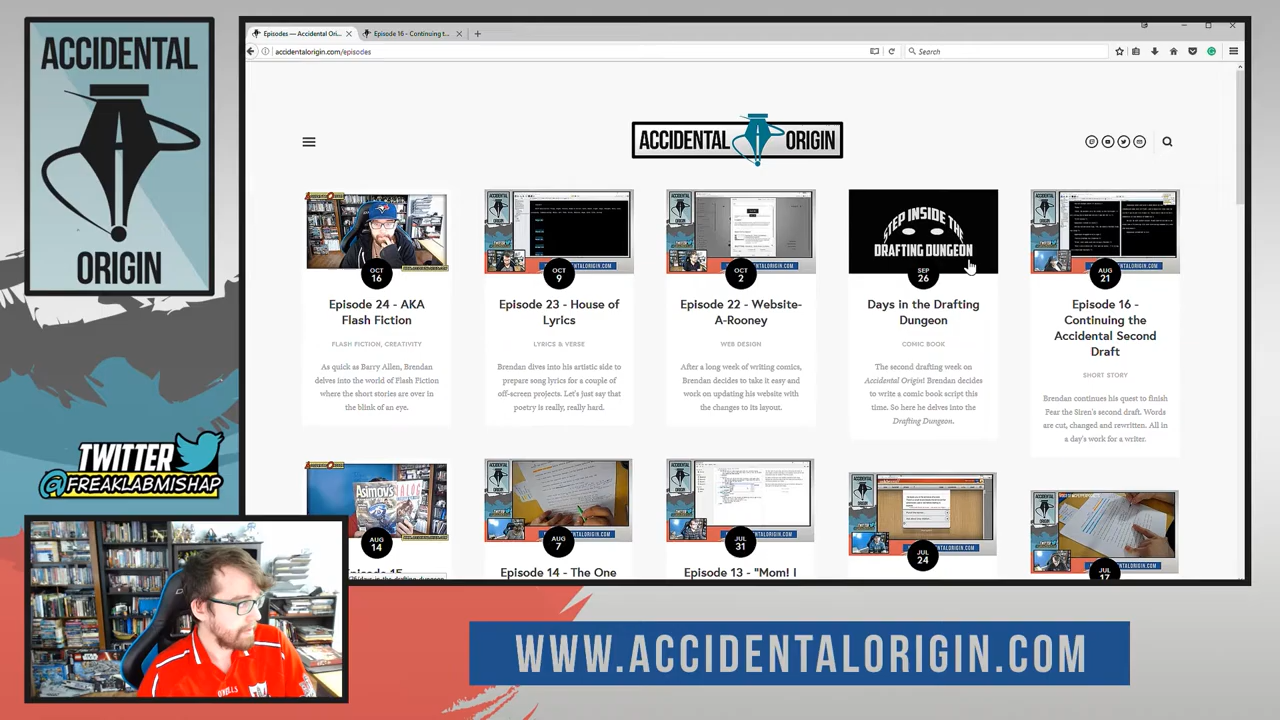 ACCIDENTAL
ORIGIN
TWITTER
@FREAKLABMISHAP
Episodes — Accidental Ori...
Episode 16 - Continuing t...
accidentalorigin.com/episodes
Search
ACCIDENTAL ORIGIN
STEP INSIDE THE
DRAFTING DUNGEON
OCT
16
Episode 24 - AKA
Flash Fiction
FLASH FICTION, CREATIVITY
As quick as Barry Allen, Brendan
delves into the world of Flash Fiction
where the short stories are over in
the blink of an eye.
OCT
9
Episode 23 - House of
Lyrics
LYRICS & VERSE
Brendan dives into his artistic side to
prepare song lyrics for a couple of
off-screen projects. Let's just say that
poetry is really, really hard.
OCT
2
Episode 22 - Website-
A-Rooney
WEB DESIGN
After a long week of writing comics,
Brendan decides to take it easy and
work on updating his website with
the changes to its layout.
SEP
26
Days in the Drafting
Dungeon
COMIC BOOK
The second drafting week on
Accidental Origin! Brendan decides
to write a comic book script this
time. So here he delves into the
Drafting Dungeon.
AUG
21
Episode 16 -
Continuing the
Accidental Second
Draft
SHORT STORY
Brendan continues his quest to finish
Pear the Siren's second draft. Words
are cut, changed and rewritten. All in
a day's work for a writer.
AUG
14
AUG
7
Episode 14 - The One
JUL
31
Episode 13 - "Mom! I
JUL
24
JUL
17
WWW.ACCIDENTALORIGIN.COM